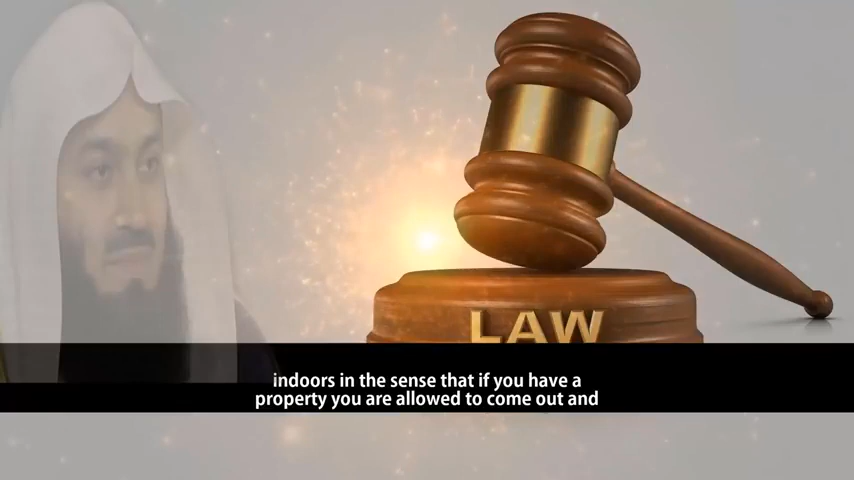 LAW
indoors in the sense that if you have a
property you are allowed to come out and